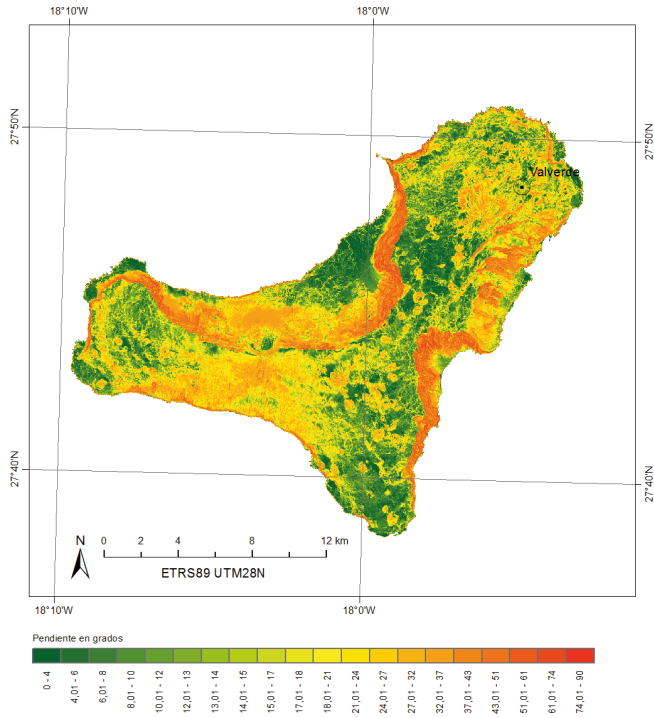 18°10'W 18°0'W
27°50'N 27°50'N
Valverde
27°40'N 27°40'N
N 0 2 4 8 12 km
ETRS89 UTM28N
18°10'W 18°0'W
Pendiente en grados
0 - 4
4,01 - 6
6,01 - 8
8,01 - 10
10,01 - 12
12,01 - 13
13,01 - 14
14,01 - 15
15,01 - 17
17,01 - 18
18,01 - 21
21,01 - 24
24,01 - 27
27,01 - 32
32,01 - 37
37,01 - 43
43,01 - 51
51,01 - 61
61,01 - 74
74,01 - 90